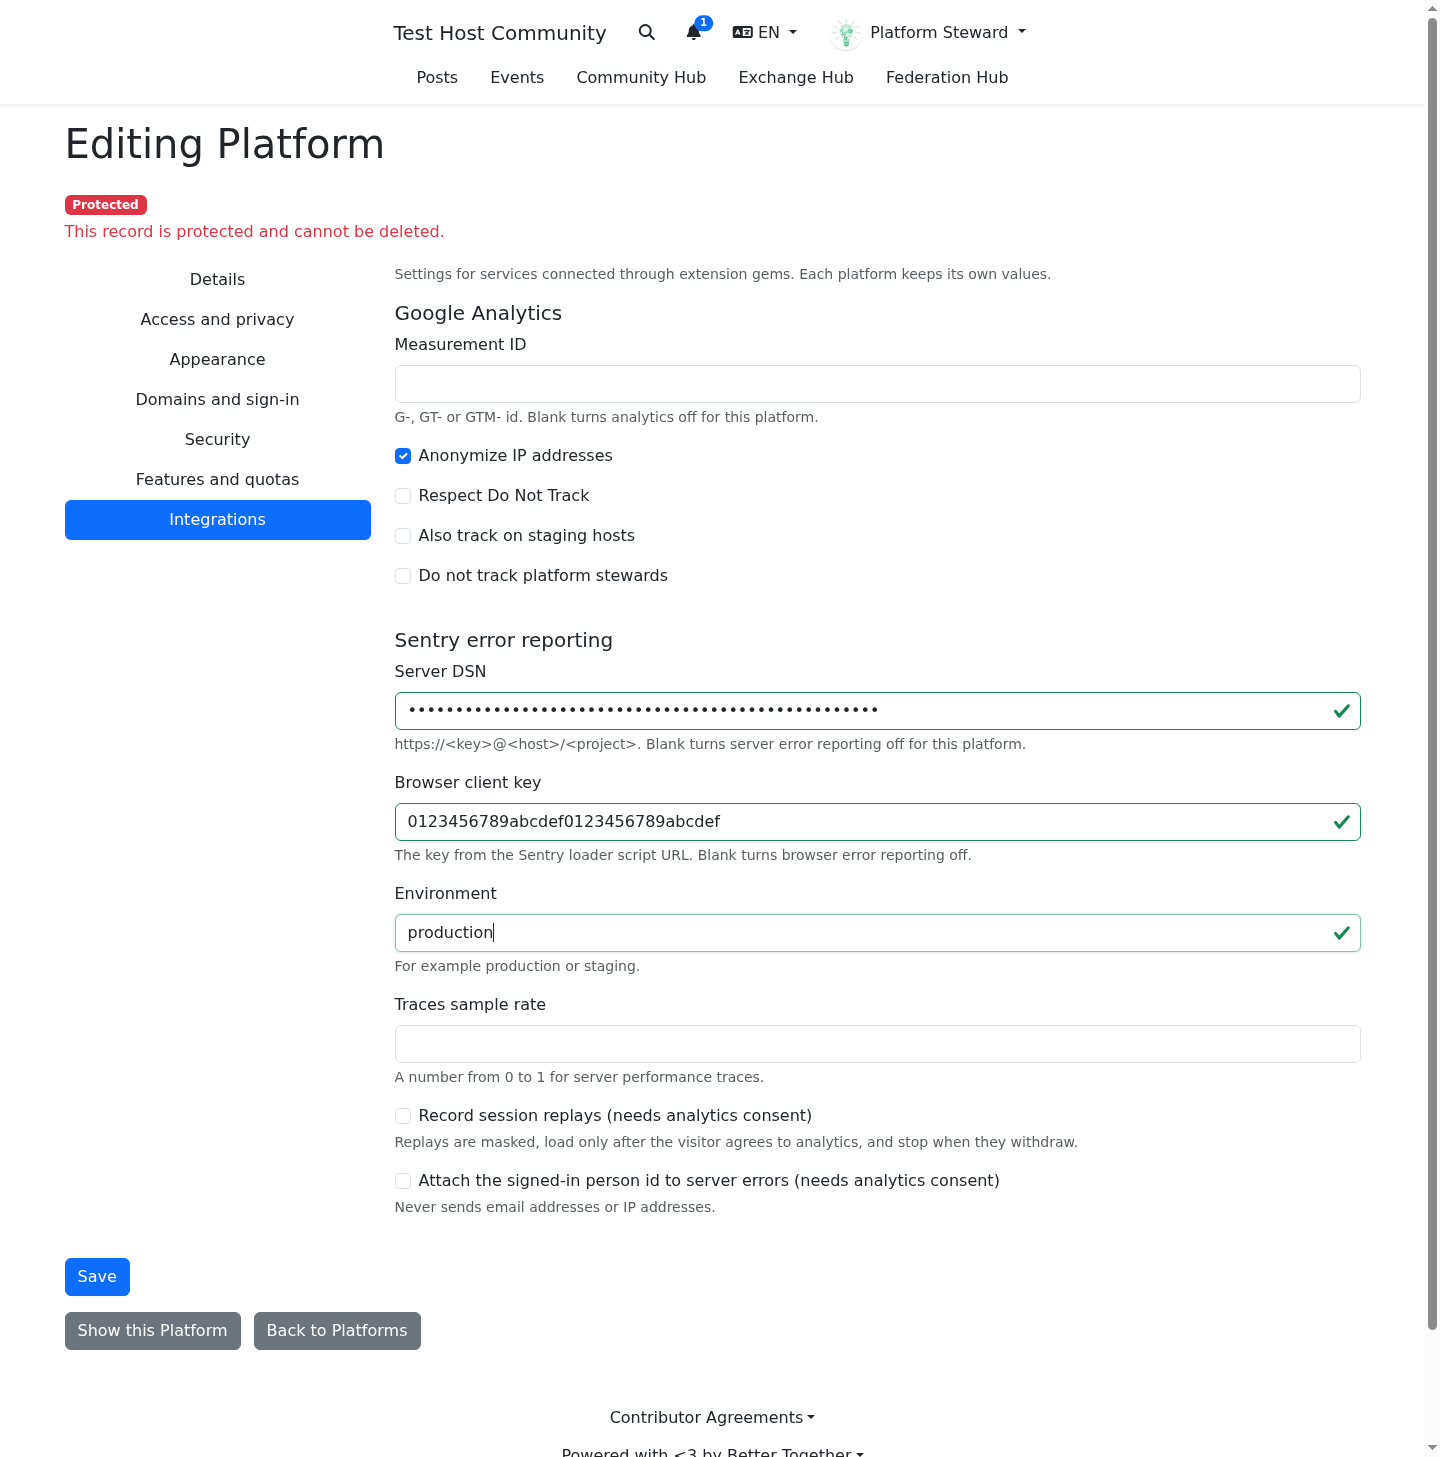 Test Host Community
1
EN
Platform Steward
Posts
Events
Community Hub
Exchange Hub
Federation Hub
Editing Platform
Protected
This record is protected and cannot be deleted.
Details
Access and privacy
Appearance
Domains and sign-in
Security
Features and quotas
Integrations
Settings for services connected through extension gems. Each platform keeps its own values.
Google Analytics
Measurement ID
G-, GT- or GTM- id. Blank turns analytics off for this platform.
Anonymize IP addresses
Respect Do Not Track
Also track on staging hosts
Do not track platform stewards
Sentry error reporting
Server DSN
https://<key>@<host>/<project>. Blank turns server error reporting off for this platform.
Browser client key
0123456789abcdef0123456789abcdef
The key from the Sentry loader script URL. Blank turns browser error reporting off.
Environment
production
For example production or staging.
Traces sample rate
A number from 0 to 1 for server performance traces.
Record session replays (needs analytics consent)
Replays are masked, load only after the visitor agrees to analytics, and stop when they withdraw.
Attach the signed-in person id to server errors (needs analytics consent)
Never sends email addresses or IP addresses.
Save
Show this Platform
Back to Platforms
Contributor Agreements
Powered with <3 by Better Together